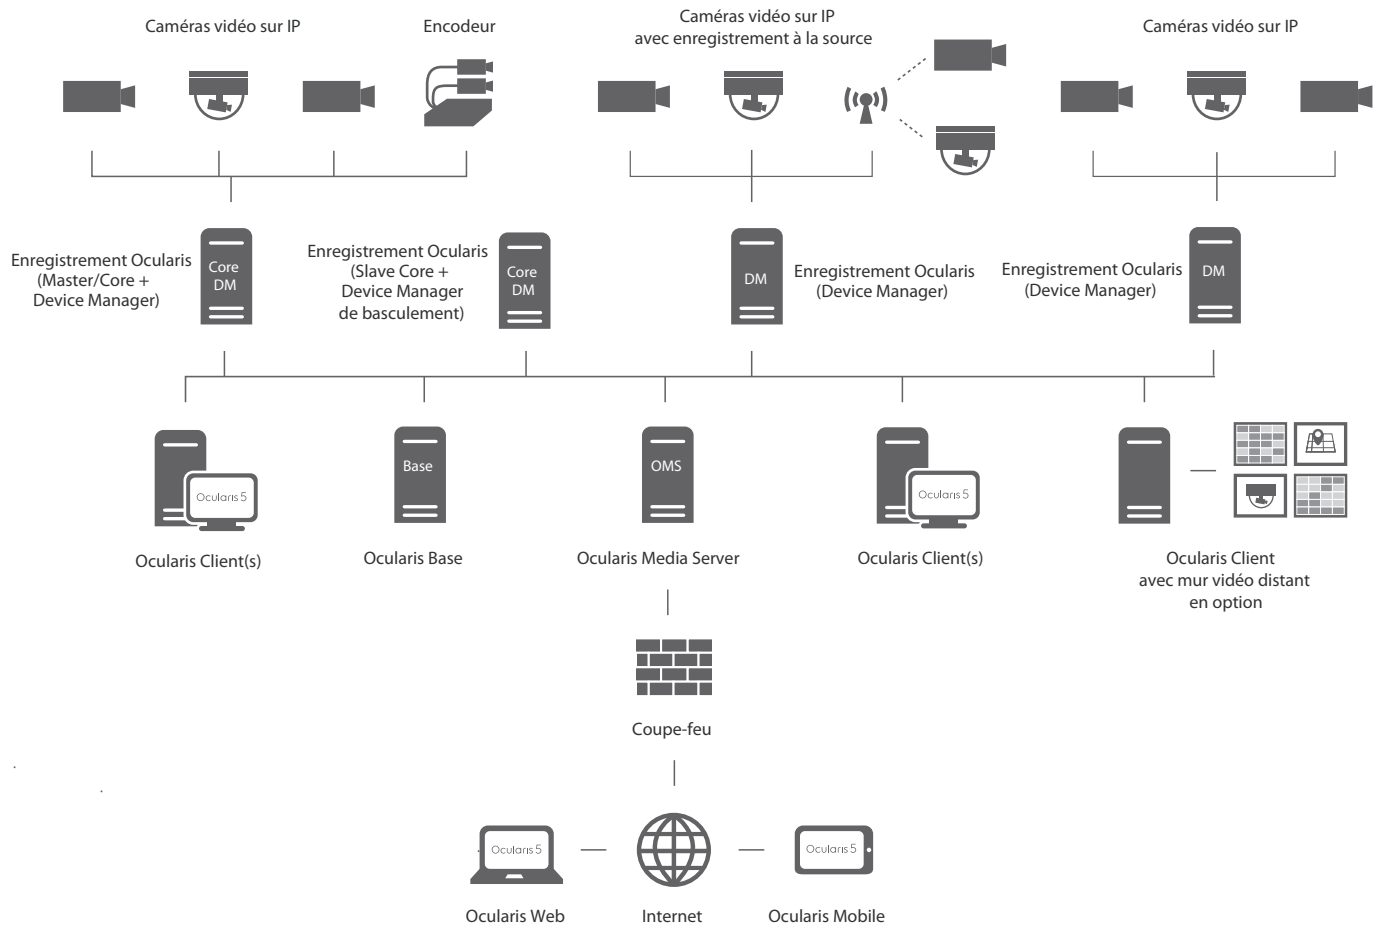 Caméras vidéo sur IP
Encodeur
Caméras vidéo sur IP
avec enregistrement à la source
Caméras vidéo sur IP
Enregistrement Ocularis
(Master/Core +
Device Manager)
Core
DM
Enregistrement Ocularis
(Slave Core +
Device Manager
de basculement)
Core
DM
DM
Enregistrement Ocularis
(Device Manager)
Enregistrement Ocularis
(Device Manager)
DM
Ocularis 5
Base
OMS
Ocularis 5
Ocularis Client(s)
Ocularis Base
Ocularis Media Server
Ocularis Client(s)
Ocularis Client
avec mur vidéo distant
en option
Coupe-feu
Ocularis 5
Ocularis 5
Ocularis Web
Internet
Ocularis Mobile